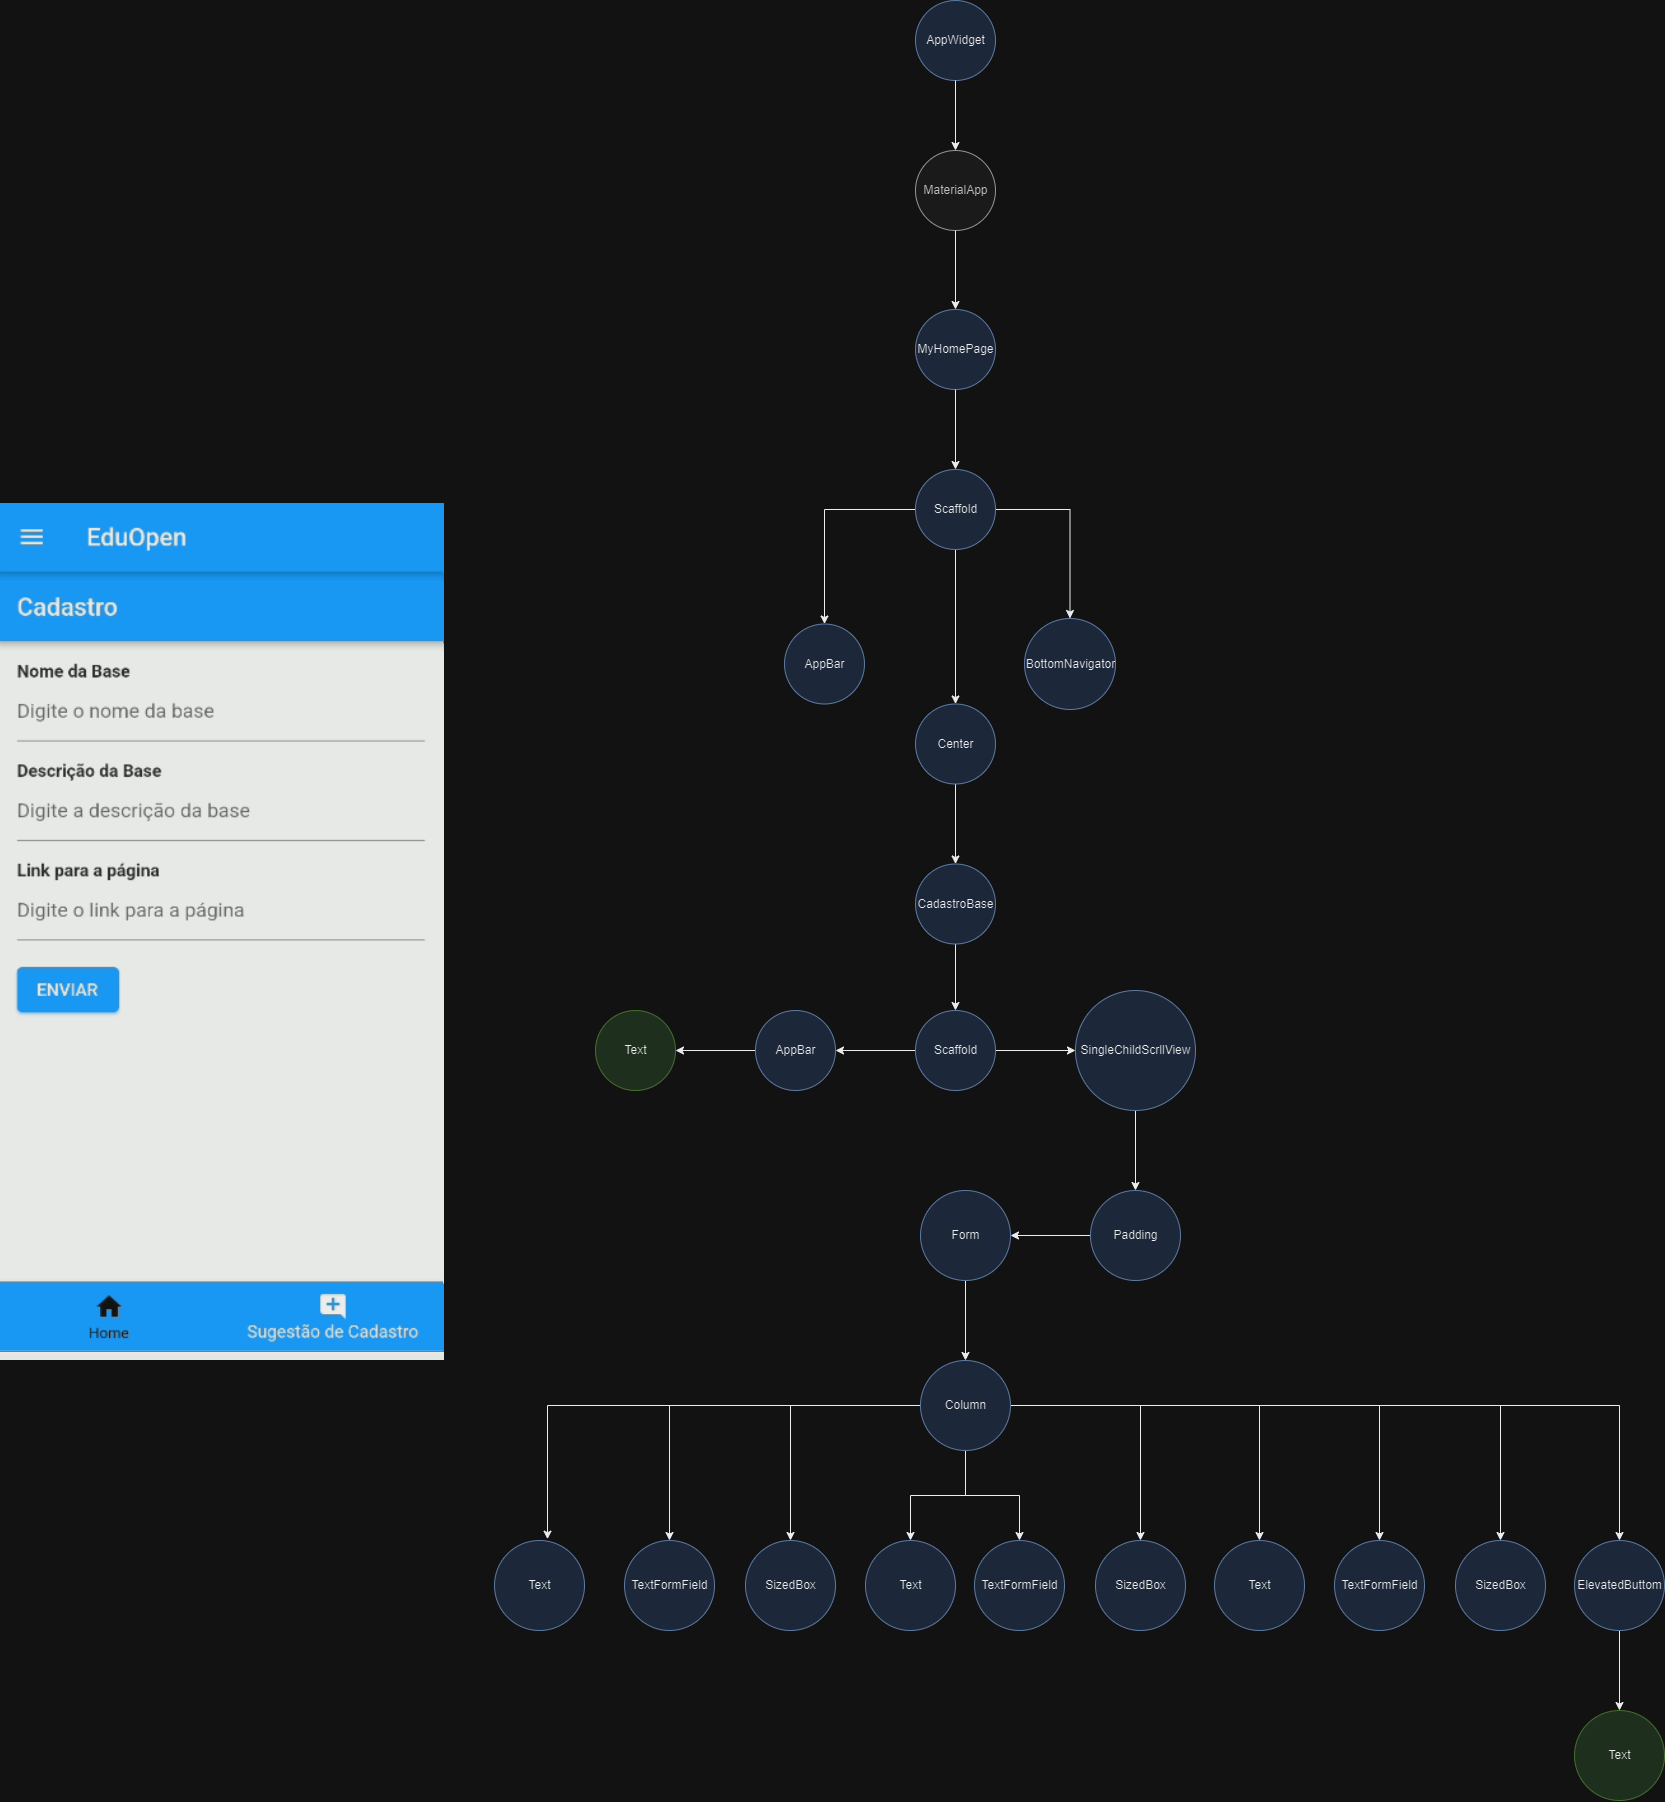 AppWidget
MaterialApp
MyHomePage
Scaffold
AppBar
BottomNavigator
Center
CadastroBase
Text
AppBar
Scaffold
SingleChildScrllView
Form
Padding
Column
Text
TextFormField
SizedBox
Text
TextFormField
SizedBox
Text
TextFormField
SizedBox
ElevatedButtom
Text
EduOpen
Cadastro
Nome da Base
Digite o nome da base
Descrição da Base
Digite a descrição da base
Link para a página
Digite o link para a página
ENVIAR
Home
Sugestão de Cadastro